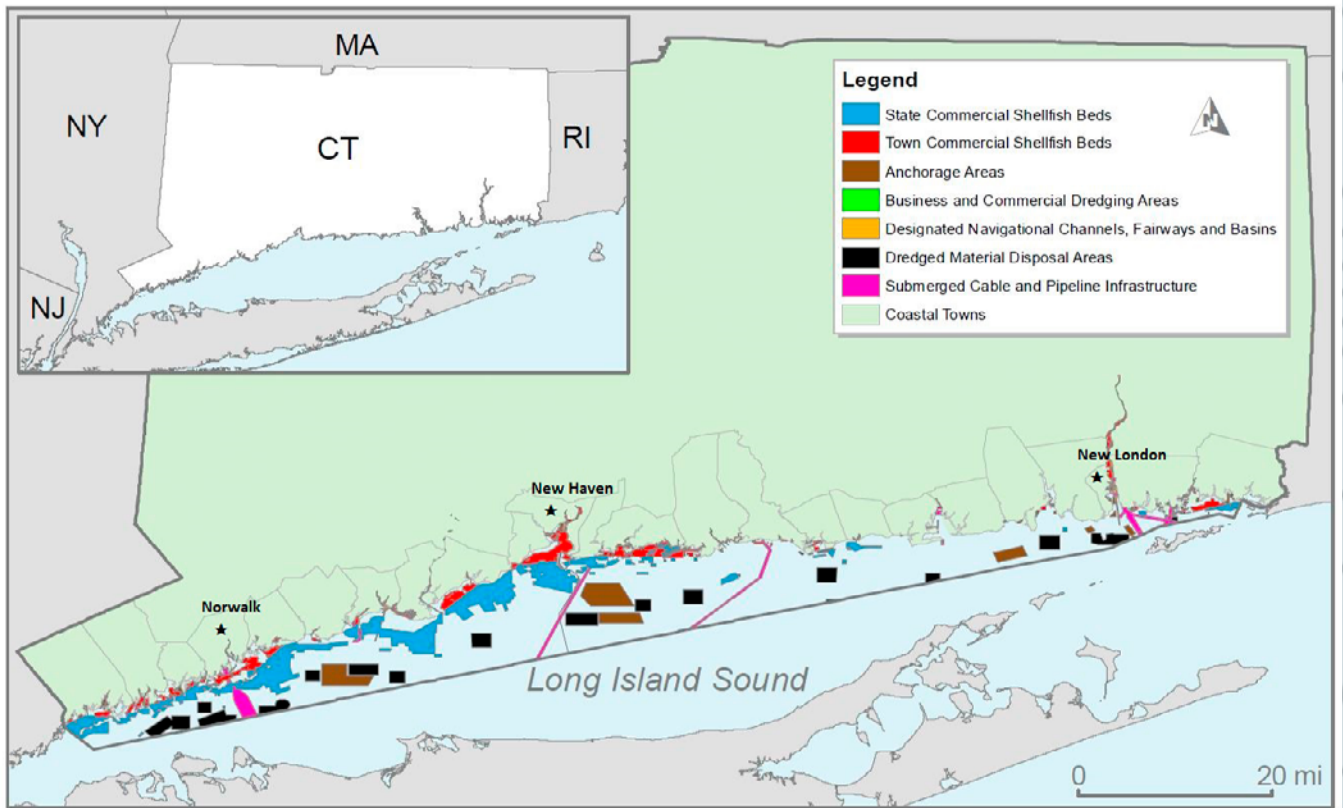 MA
NY
CT
RI
NJ
Legend
N
State Commercial Shellfish Beds
Town Commercial Shellfish Beds
Anchorage Areas
Business and Commercial Dredging Areas
Designated Navigational Channels, Fairways and Basins
Dredged Material Disposal Areas
Submerged Cable and Pipeline Infrastructure
Coastal Towns
New London
New Haven
Norwalk
Long Island Sound
0 20 mi